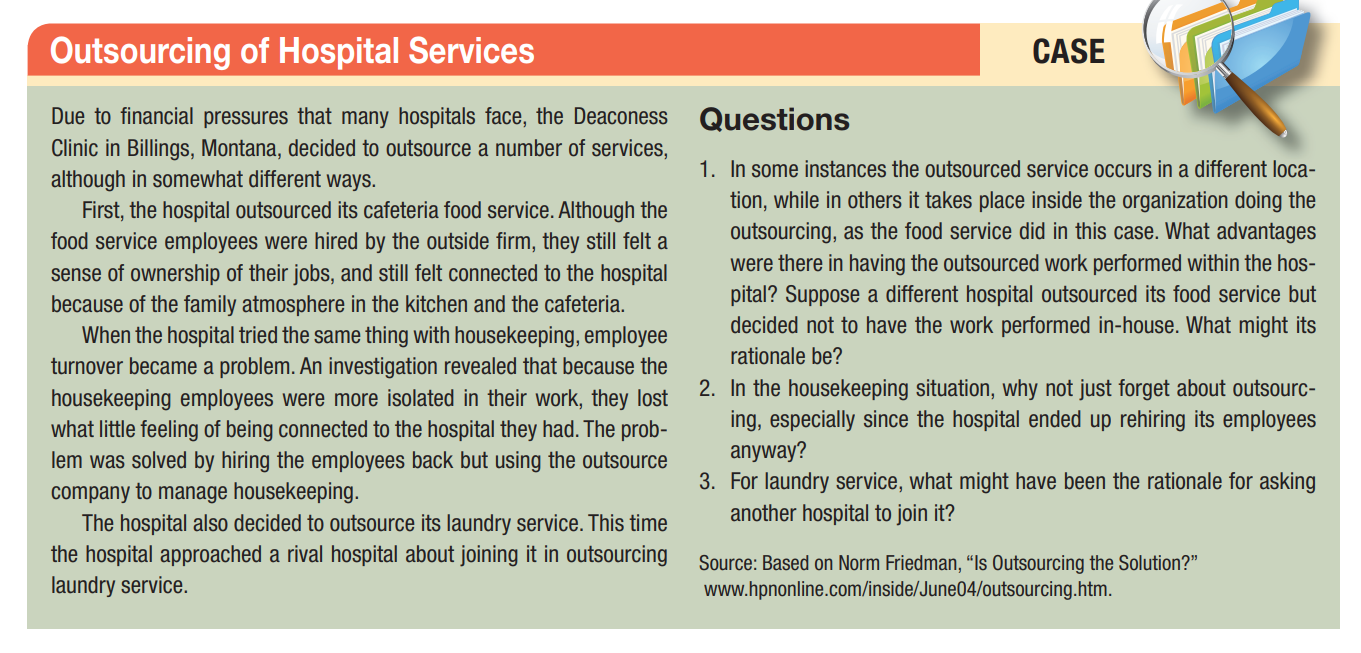 Outsourcing of Hospital Services
CASE
Due to financial pressures that many hospitals face, the Deaconess
Clinic in Billings, Montana, decided to outsource a number of services,
although in somewhat different ways.
First, the hospital outsourced its cafeteria food service. Although the
food service employees were hired by the outside firm, they still felt a
sense of ownership of their jobs, and still felt connected to the hospital
because of the family atmosphere in the kitchen and the cafeteria.
When the hospital tried the same thing with housekeeping, employee
turnover became a problem. An investigation revealed that because the
housekeeping employees were more isolated in their work, they lost
what little feeling of being connected to the hospital they had. The prob-
lem was solved by hiring the employees back but using the outsource
company to manage housekeeping.
The hospital also decided to outsource its laundry service. This time
the hospital approached a rival hospital about joining it in outsourcing
laundry service.
Questions
1. In some instances the outsourced service occurs in a different loca-
tion, while in others it takes place inside the organization doing the
outsourcing, as the food service did in this case. What advantages
were there in having the outsourced work performed within the hos-
pital? Suppose a different hospital outsourced its food service but
decided not to have the work performed in-house. What might its
rationale be?
2. In the housekeeping situation, why not just forget about outsourc-
ing, especially since the hospital ended up rehiring its employees
anyway?
3. For laundry service, what might have been the rationale for asking
another hospital to join it?
Source: Based on Norm Friedman, “Is Outsourcing the Solution?”
www.hpnonline.com/inside/June04/outsourcing.htm.